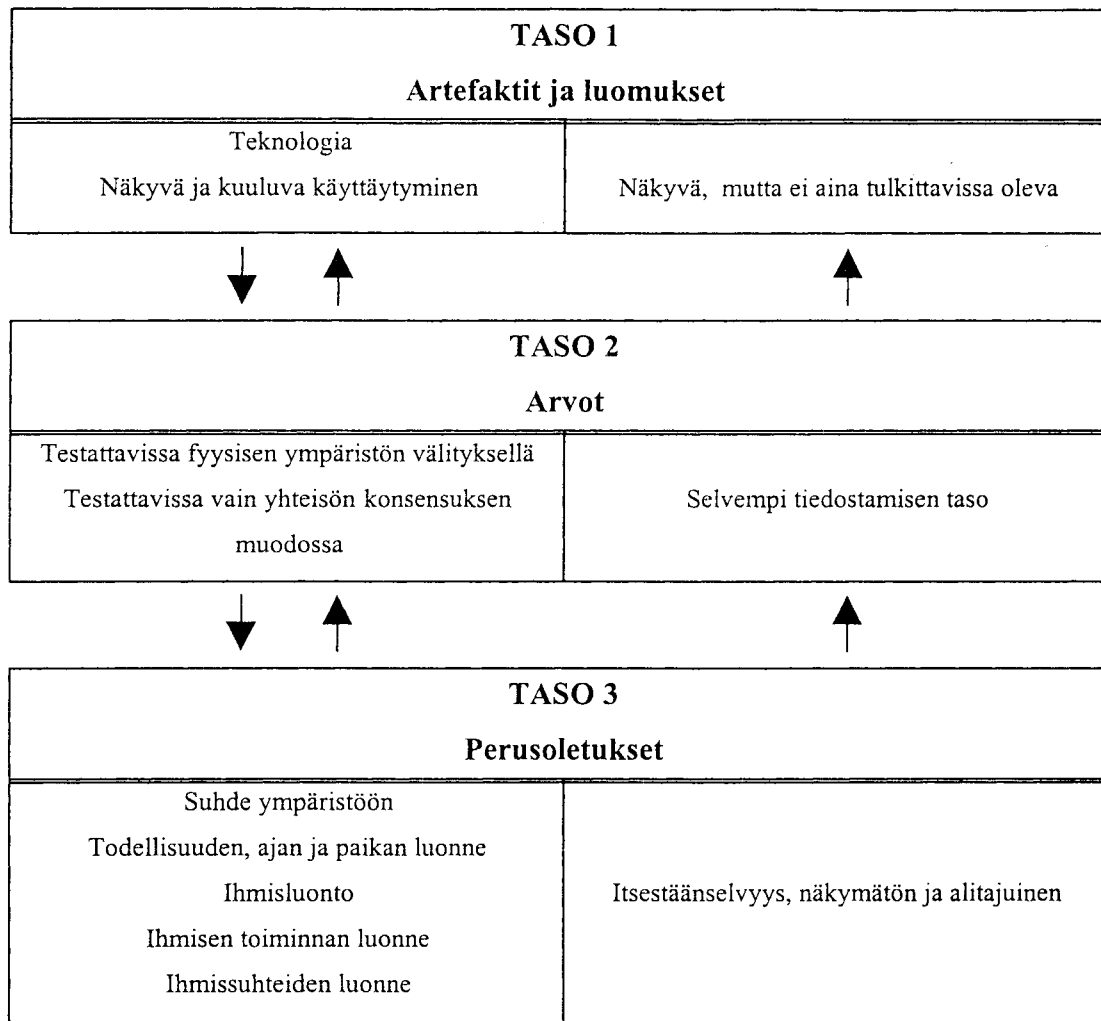 TASO 1
Artefaktit ja luomukset
Teknologia
Näkyvä ja kuuluva käyttäytyminen
Näkyvä, mutta ei aina tulkittavissa oleva
TASO 2
Arvot
Testattavissa fyysisen ympäristön välityksellä
Testattavissa vain yhteisön konsensuksen
muodossa
Selvempi tiedostamisen taso
TASO 3
Perusoletukset
Suhde ympäristöön
Todellisuuden, ajan ja paikan luonne
Ihmisluonto
Ihmisen toiminnan luonne
Ihmissuhteiden luonne
Itsestäänselvyys, näkymätön ja alitajuinen